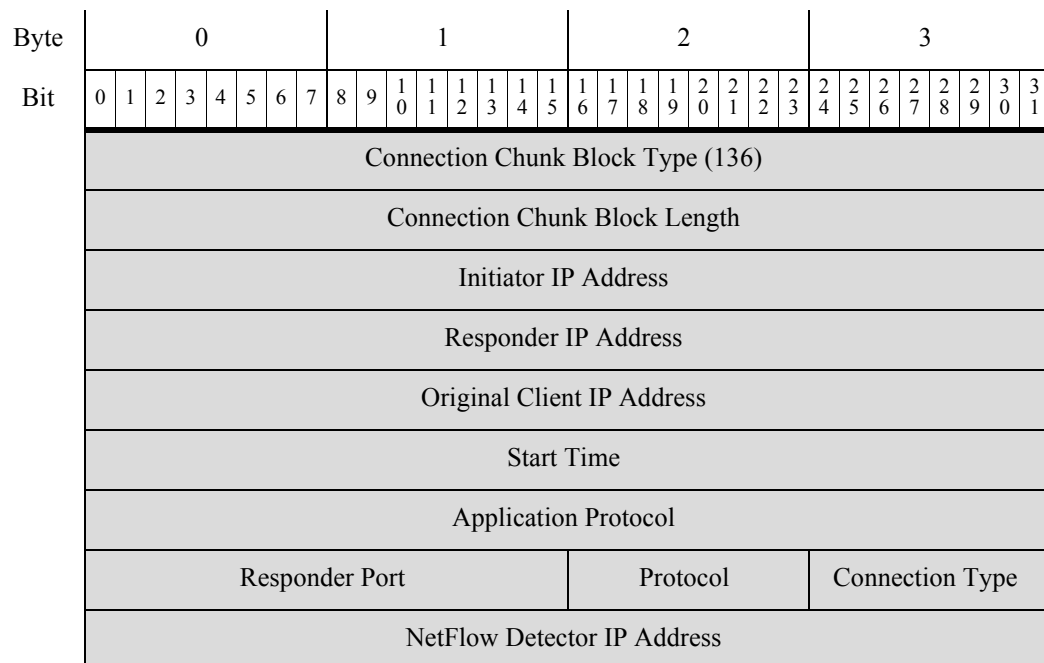 Byte 0 1 2 3
Bit 0 1 2 3 4 5 6 7 8 9 10 11 12 13 14 15 16 17 18 19 20 21 22 23 24 25 26 27 28 29 30 31
Connection Chunk Block Type (136)
Connection Chunk Block Length
Initiator IP Address
Responder IP Address
Original Client IP Address
Start Time
Application Protocol
Responder Port Protocol Connection Type
NetFlow Detector IP Address